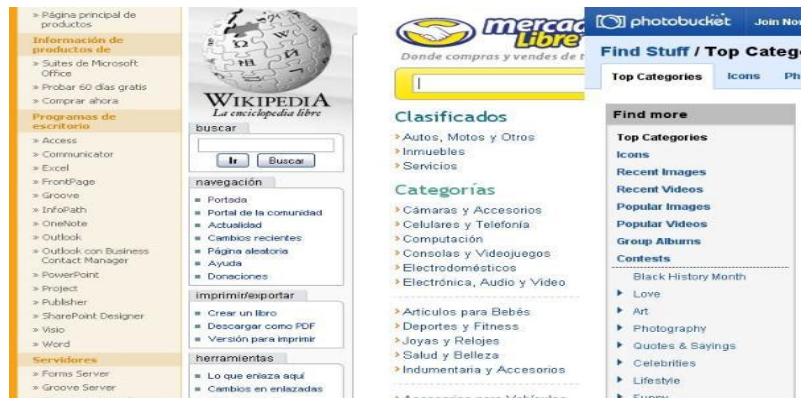 » Página principal de
productos
Información de
productos de
» Suites de Microsoft
Office
» Probar 60 días gratis
» Comprar ahora
Programas de
escritorio
» Access
» Communicator
» Excel
» FrontPage
» Groove
» InfoPath
» OneNote
» Outlook
» Outlook con Business
Contact Manager
» PowerPoint
» Project
» Publisher
» SharePoint Designer
» Visio
» Word
Servidores
» Forms Server
» Groove Server
WIKIPEDIA
La enciclopedia libre
buscar
Ir Buscar
navegación
Portada
Portal de la comunidad
Actualidad
Cambios recientes
Página aleatoria
Ayuda
Donaciones
imprimir/exportar
Crear un libro
Descargar como PDF
Versión para imprimir
herramientas
Lo que enlaza aquí
Cambios en enlazadas
mercad
Libre
Donde compras y vendes de t
Clasificados
Autos, Motos y Otros
Inmuebles
Servicios
Categorías
Cámaras y Accesorios
Celulares y Telefonía
Computación
Consolas y Videojuegos
Electrodomésticos
Electrónica, Audio y Video
Artículos para Bebés
Deportes y Fitness
Joyas y Relojes
Salud y Belleza
Indumentaria y Accesorios
photobucket Join No
Find Stuff / Top Categ
Top Categories Icons Ph
Find more
Top Categories
Icons
Recent Images
Recent Videos
Popular Images
Popular Videos
Group Albums
Contests
Black History Month
Love
Art
Photography
Quotes & Sayings
Celebrities
Lifestyle